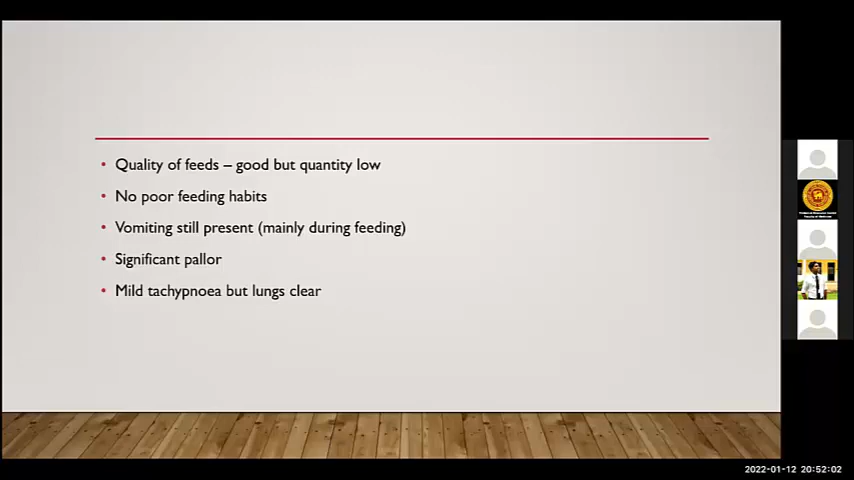 • Quality of feeds – good but quantity low
• No poor feeding habits
• Vomiting still present (mainly during feeding)
• Significant pallor
• Mild tachypnoea but lungs clear
2022-01-12 20:52:02